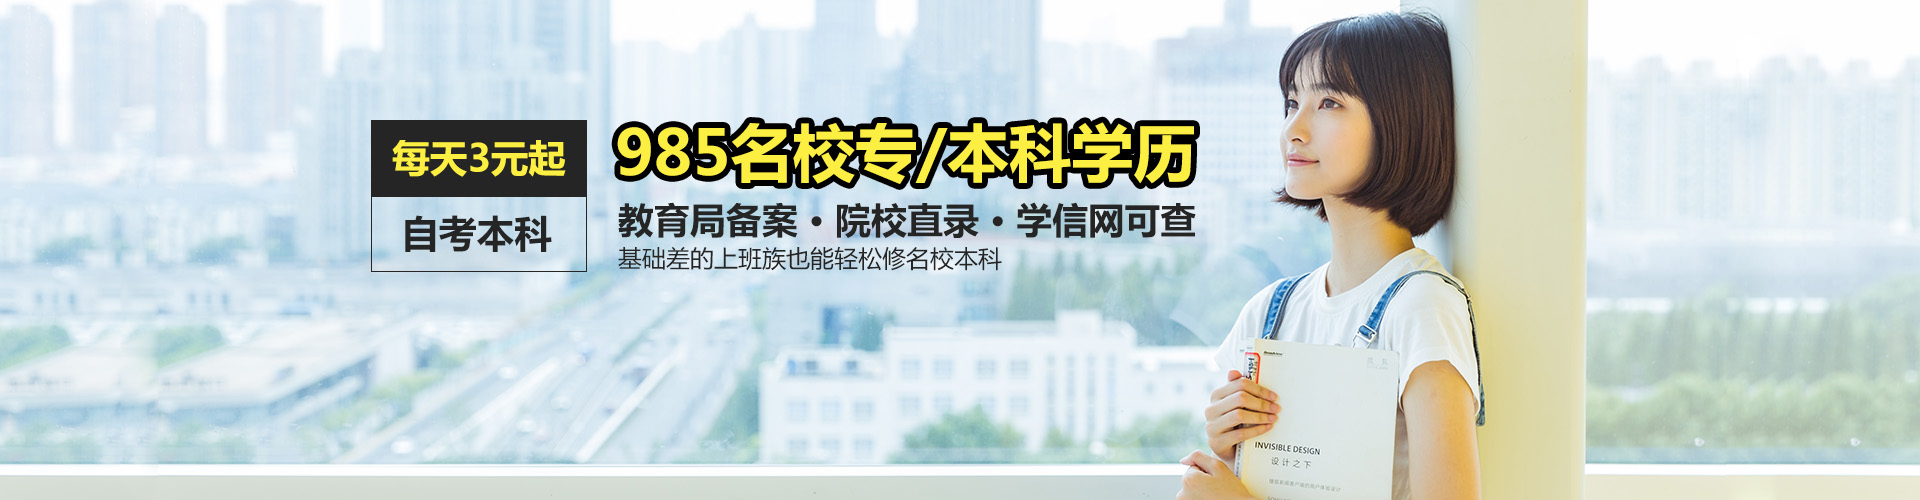 每天3元起
自考本科
985名校专/本科学历
教育局备案·院校直录·学信网可查
基础差的上班族也能轻松修名校本科
INVISIBLE DESIGN
设计之下